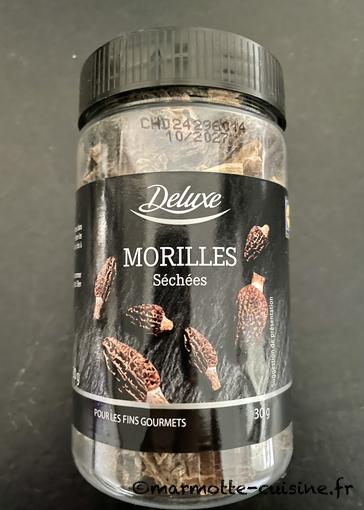 CHD24296014
10/2027
Deluxe
MORILLES
Séchées
Suggestion de présentation
POUR LES FINS GOURMETS
30g
©marmotte-cuisine.fr